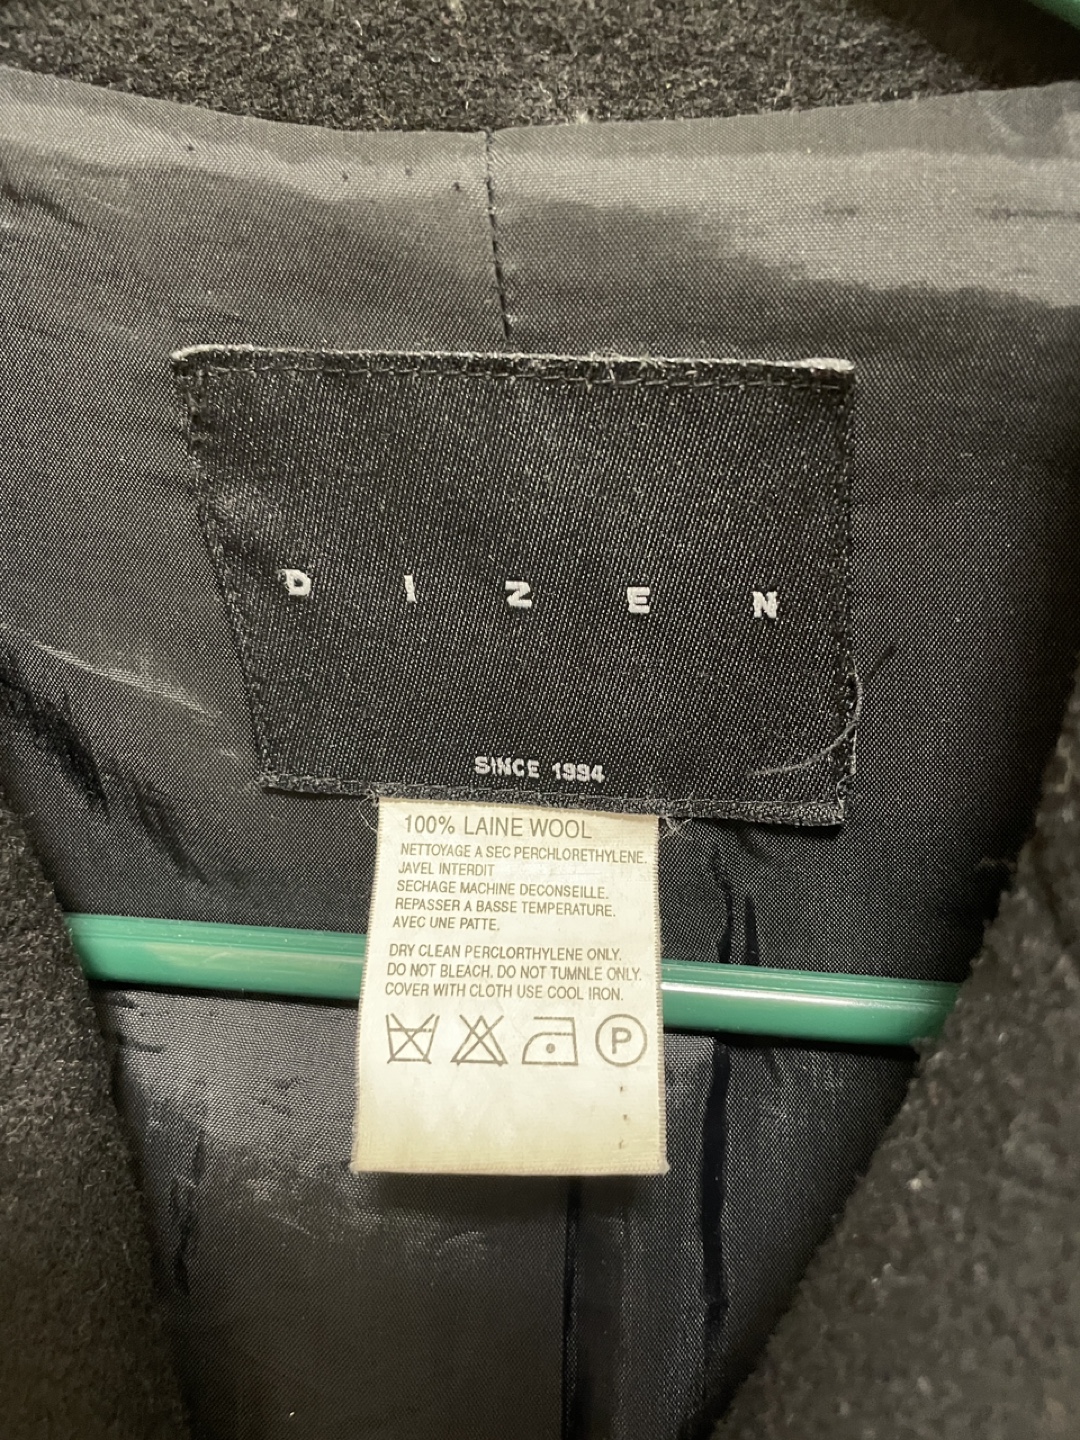 D I Z E N
SINCE 1994
100% LAINE WOOL
NETTOYAGE A SEC PERCHLORETHYLENE.
JAVEL INTERDIT
SECHAGE MACHINE DECONSEILLE.
REPASSER A BASSE TEMPERATURE.
AVEC UNE PATTE.
DRY CLEAN PERCLORTHYLENE ONLY.
DO NOT BLEACH. DO NOT TUMNLE ONLY.
COVER WITH CLOTH USE COOL IRON.
P